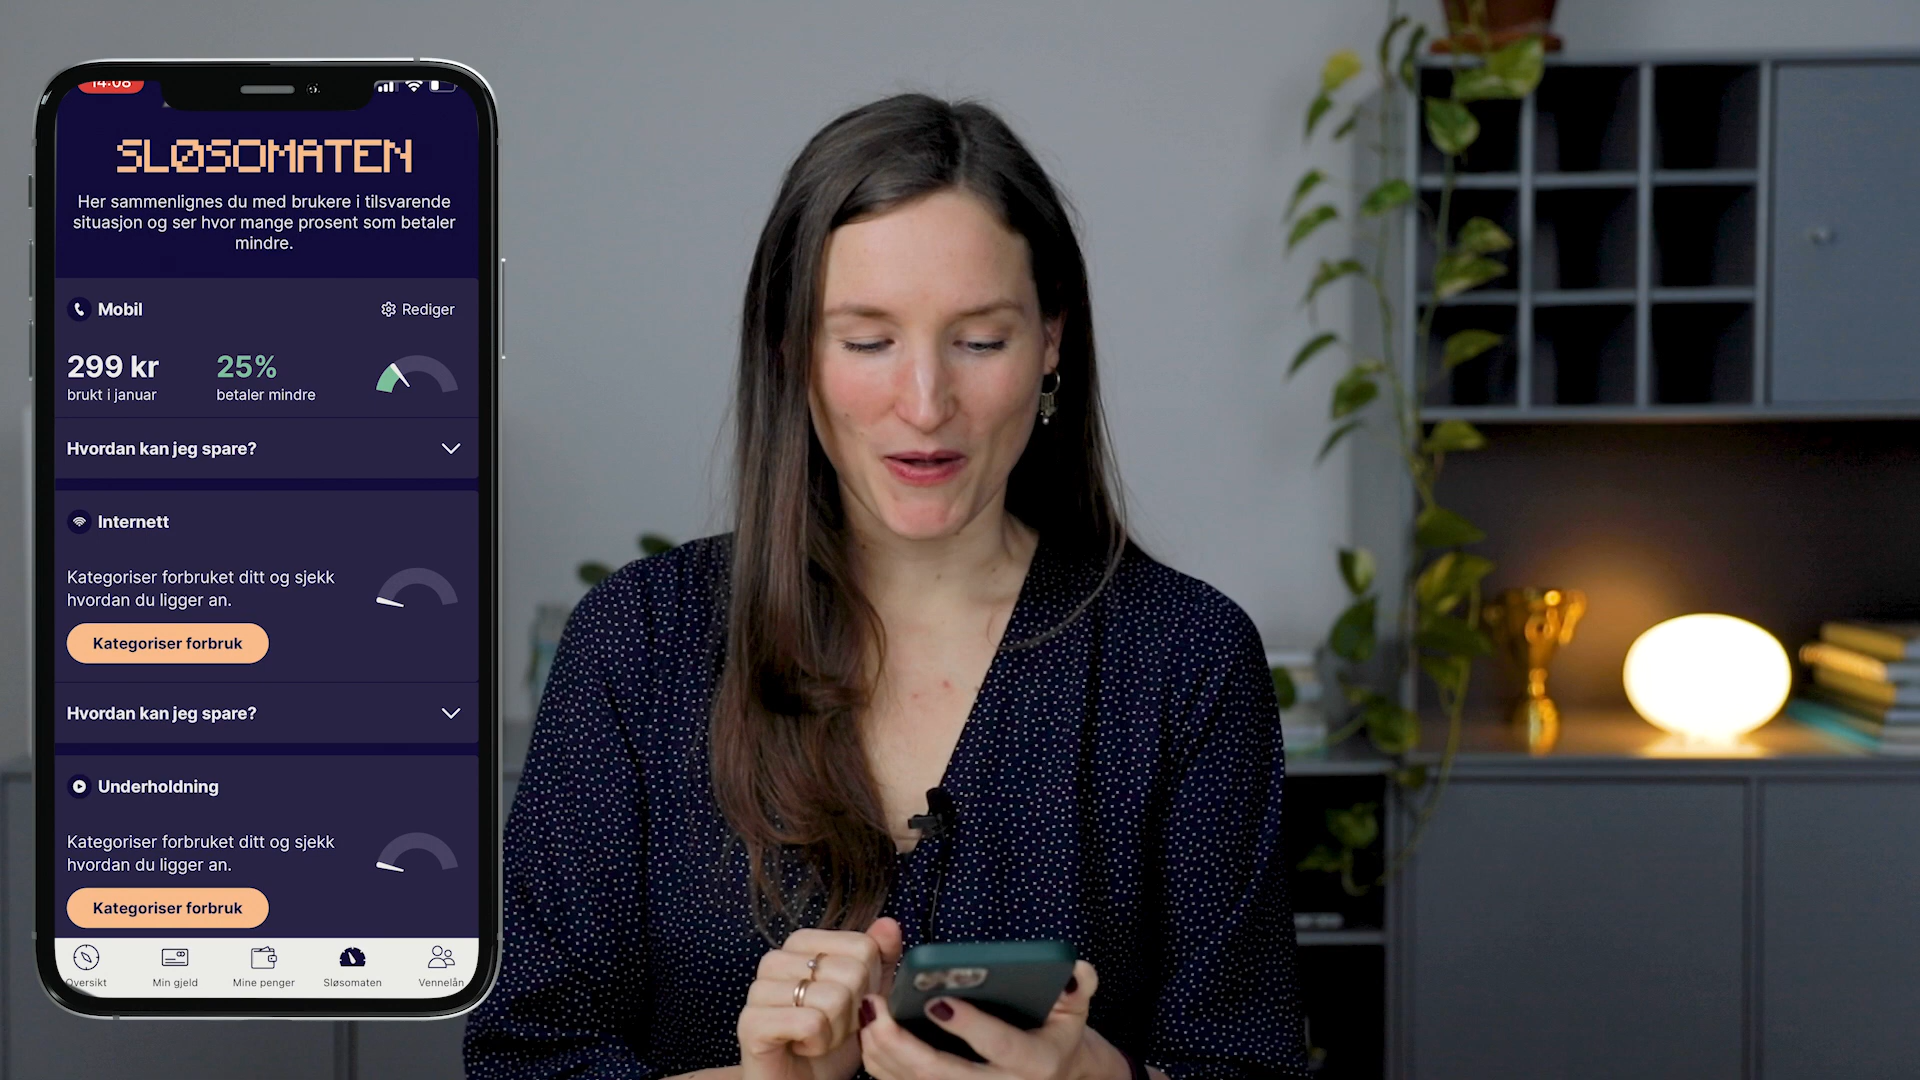 14:08
SLØSOMATEN
Her sammenlignes du med brukere i tilsvarende
situasjon og ser hvor mange prosent som betaler
mindre.
Mobil
Rediger
299 kr
25%
brukt i januar
betaler mindre
Hvordan kan jeg spare?
Internett
Kategoriser forbruket ditt og sjekk
hvordan du ligger an.
Kategoriser forbruk
Hvordan kan jeg spare?
Underholdning
Kategoriser forbruket ditt og sjekk
hvordan du ligger an.
Kategoriser forbruk
Oversikt
Min gjeld
Mine penger
Sløsomaten
Vennelån